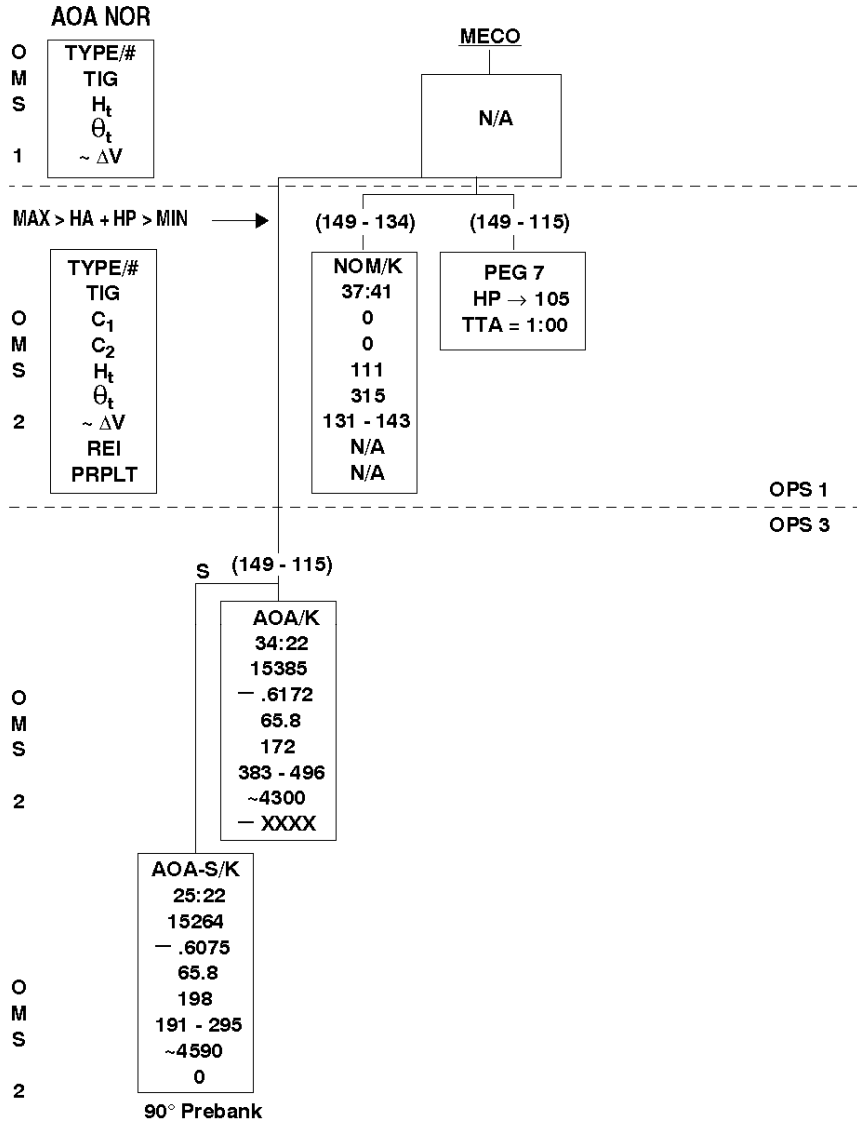 AOA NOR
MECO
O
M
S
1
TYPE/#
TIG
Ht
θt
~ ΔV
N/A
MAX > HA + HP > MIN
(149 - 134)
(149 - 115)
O
M
S
2
TYPE/#
TIG
C1
C2
Ht
θt
~ ΔV
REI
PRPLT
NOM/K
37:41
0
0
111
315
131 - 143
N/A
N/A
PEG 7
HP → 105
TTA = 1:00
OPS 1
OPS 3
S
(149 - 115)
O
M
S
2
AOA/K
34:22
15385
— .6172
65.8
172
383 - 496
~4300
— XXXX
O
M
S
2
AOA-S/K
25:22
15264
— .6075
65.8
198
191 - 295
~4590
0
90° Prebank